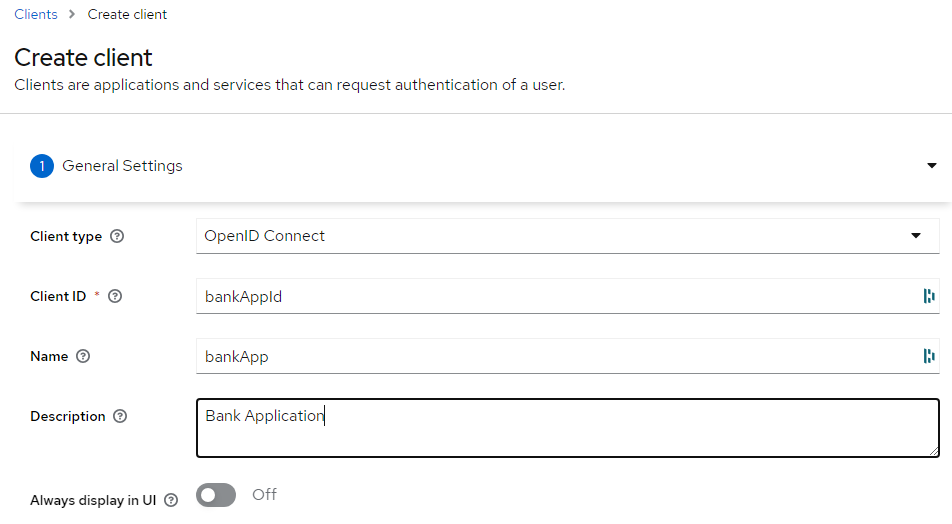 Clients > Create client
Create client
Clients are applications and services that can request authentication of a user.
1 General Settings
Client type ? OpenID Connect
Client ID * ? bankAppId
Name ? bankApp
Description ? Bank Application
Always display in UI ? Off